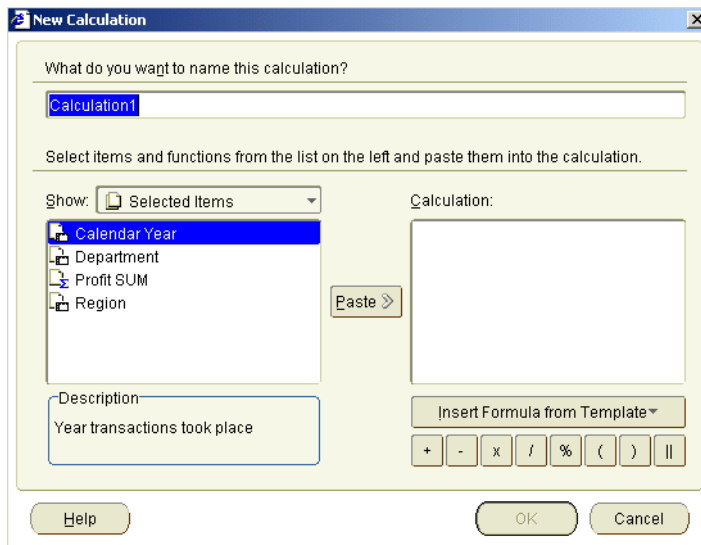 New Calculation
What do you want to name this calculation?
Calculation1
Select items and functions from the list on the left and paste them into the calculation.
Show: Selected Items
Calculation:
Calendar Year
Department
Profit SUM
Region
Paste
Description
Year transactions took place
Insert Formula from Template
+ - x / % ( ) ||
Help
OK
Cancel